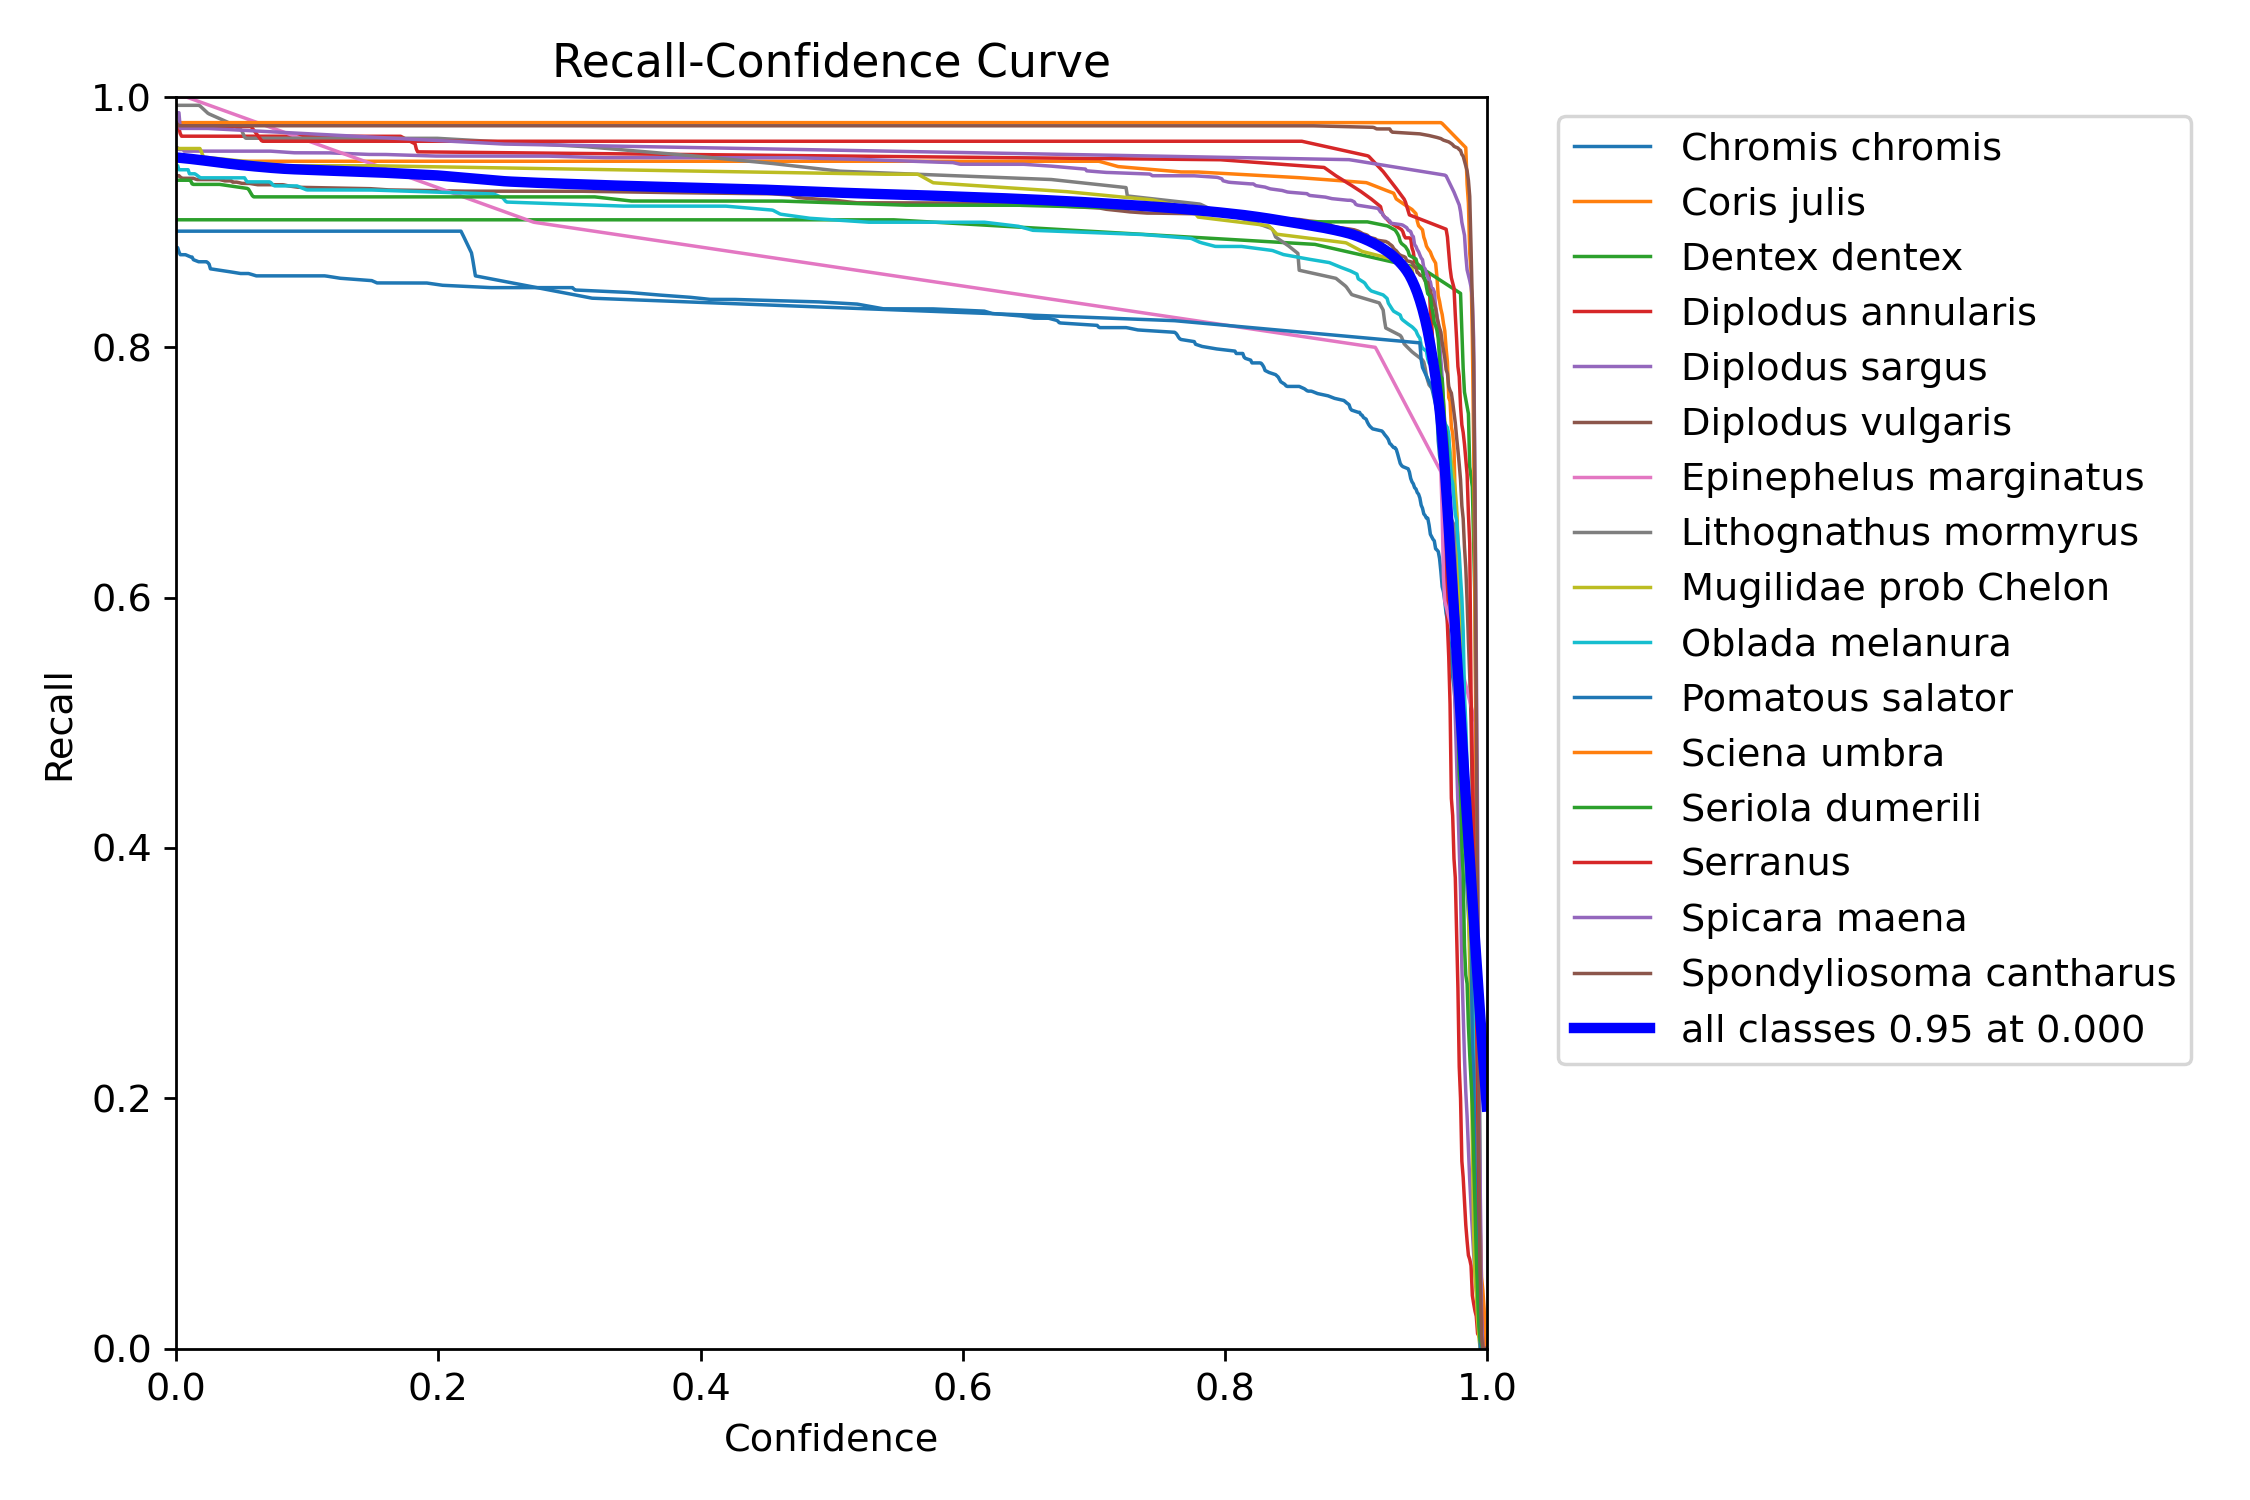 Recall-Confidence Curve
1.0
0.8
0.6
0.4
0.2
0.0
Recall
0.0 0.2 0.4 0.6 0.8 1.0
Confidence
Chromis chromis
Coris julis
Dentex dentex
Diplodus annularis
Diplodus sargus
Diplodus vulgaris
Epinephelus marginatus
Lithognathus mormyrus
Mugilidae prob Chelon
Oblada melanura
Pomatous salator
Sciena umbra
Seriola dumerili
Serranus
Spicara maena
Spondyliosoma cantharus
all classes 0.95 at 0.000